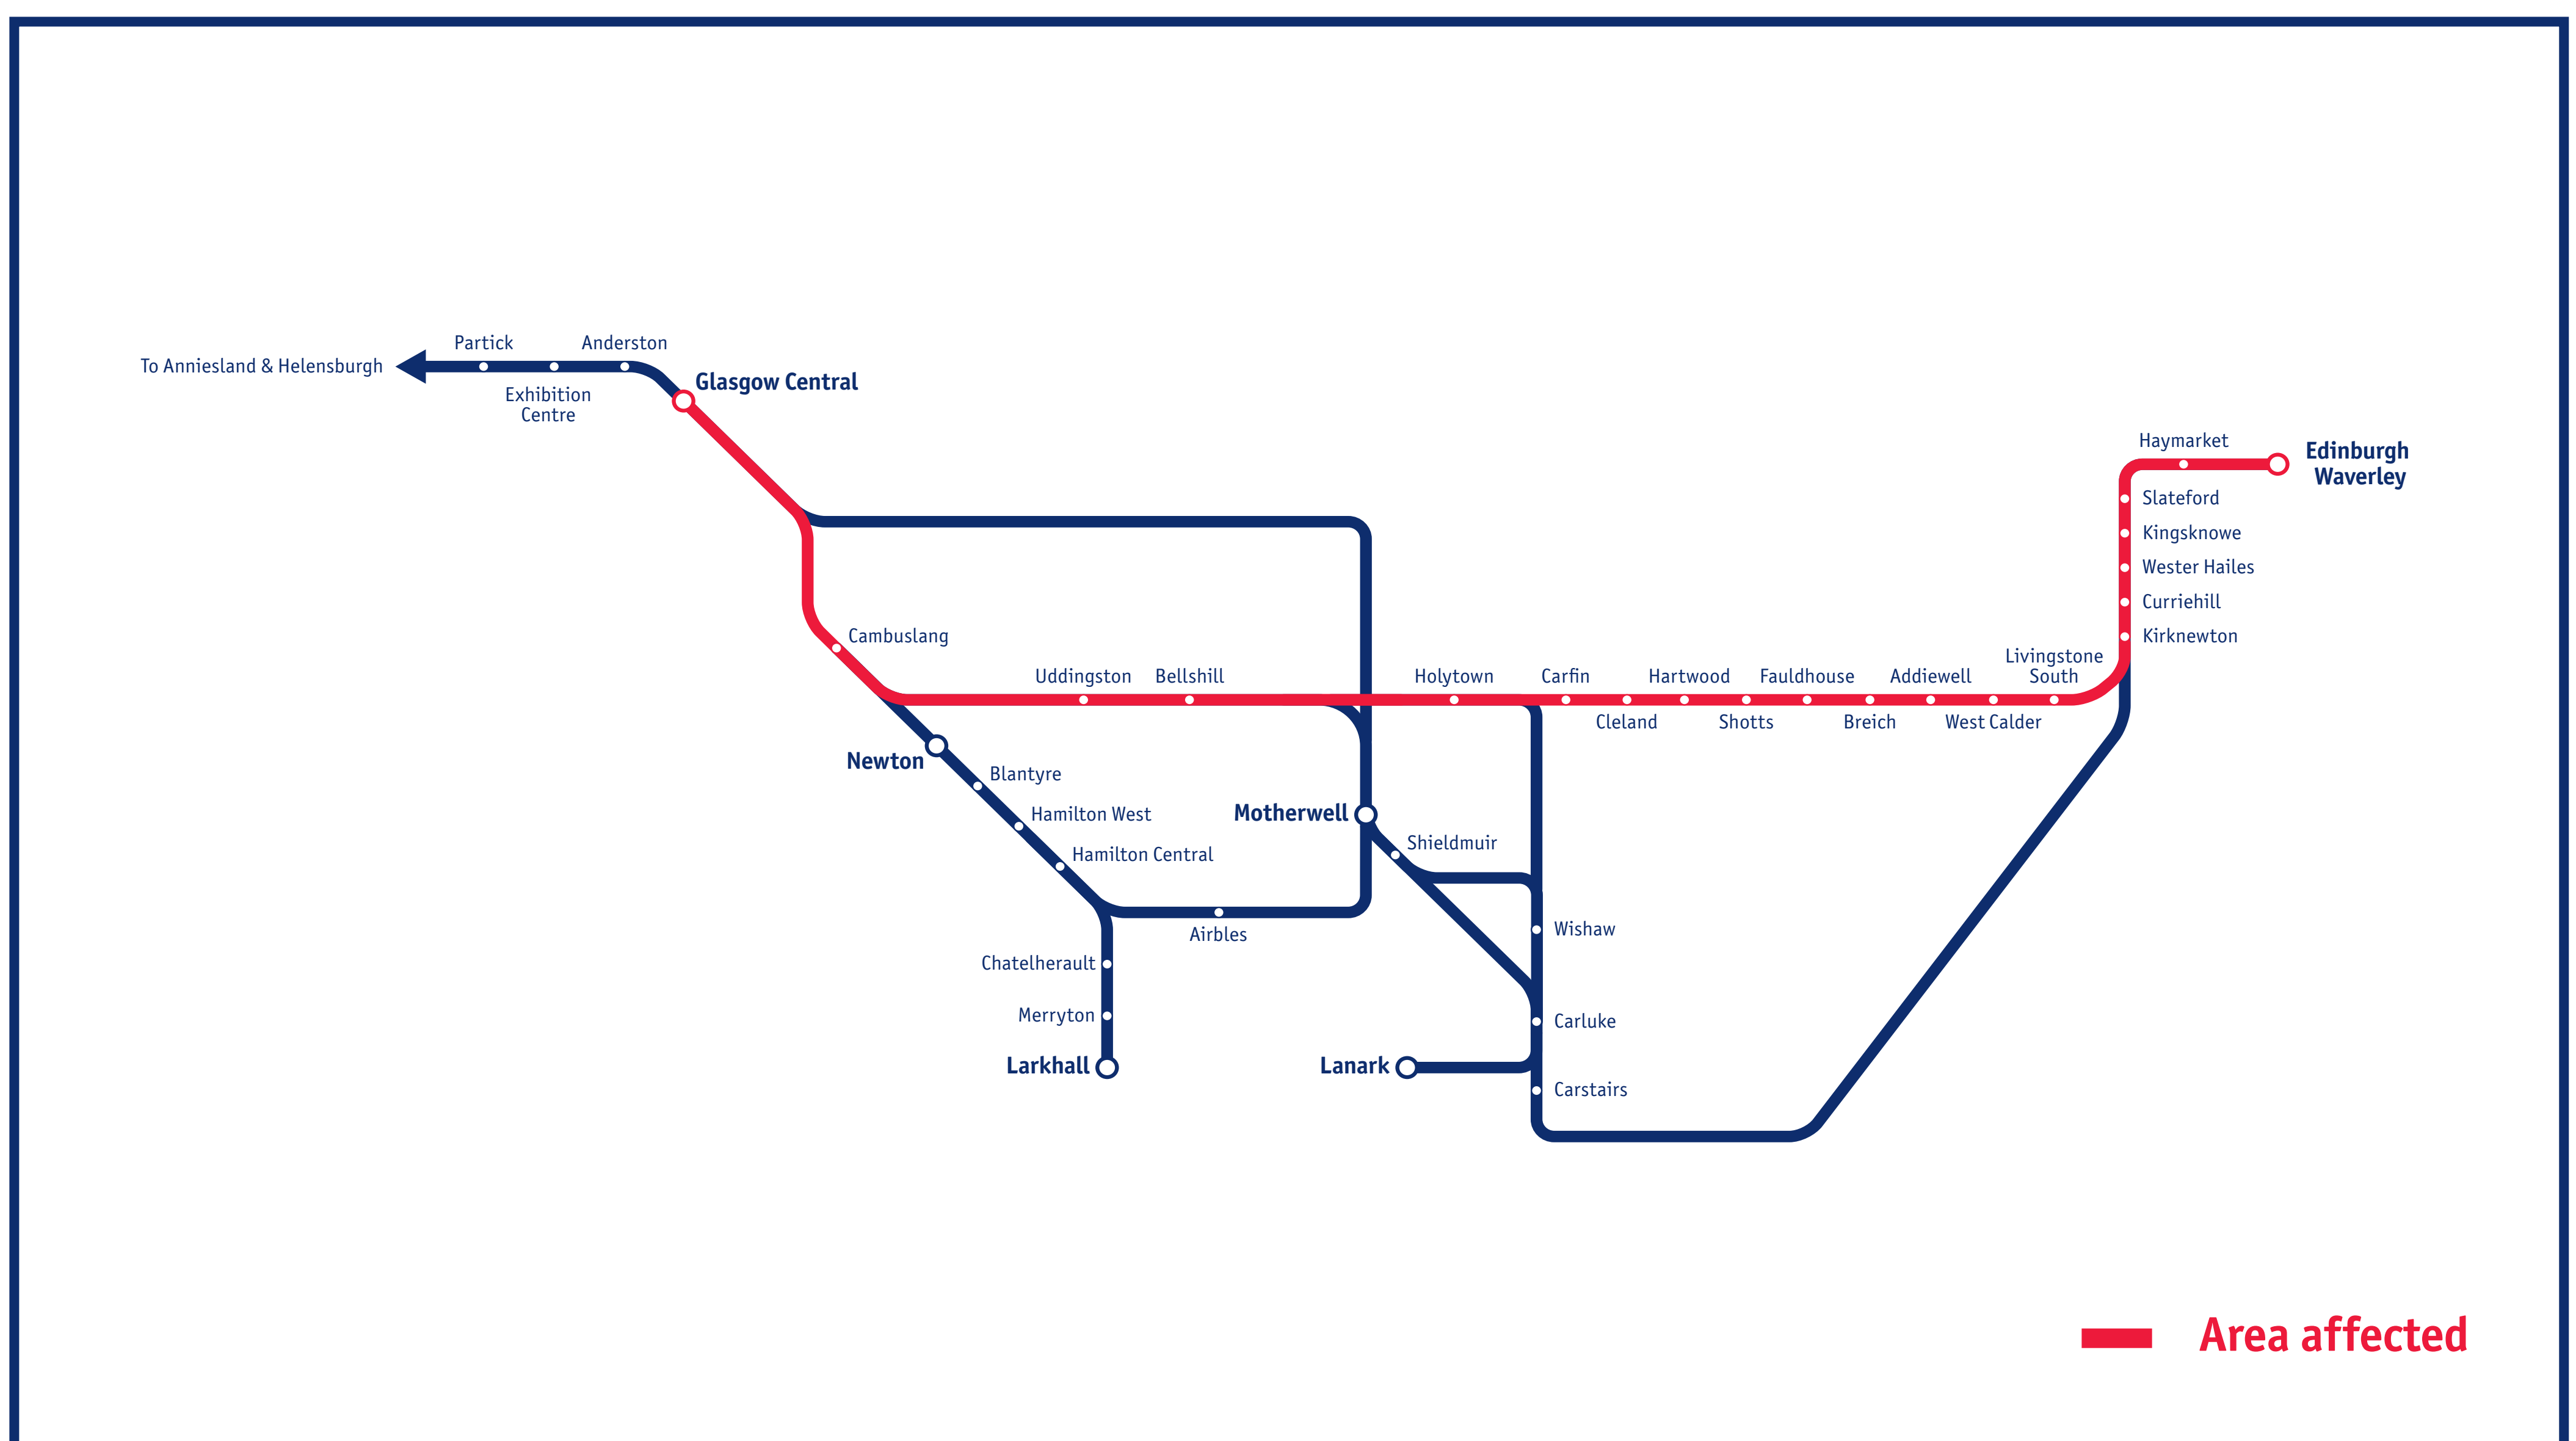 Partick
Anderston
To Anniesland & Helensburgh
Glasgow Central
Exhibition
Centre
Haymarket
Edinburgh
Waverley
Slateford
Kingsknowe
Wester Hailes
Curriehill
Kirknewton
Cambuslang
Livingstone
South
Uddingston
Bellshill
Holytown
Carfin
Hartwood
Fauldhouse
Addiewell
Cleland
Shotts
Breich
West Calder
Newton
Blantyre
Hamilton West
Motherwell
Shieldmuir
Hamilton Central
Airbles
Wishaw
Chatelherault
Merryton
Carluke
Larkhall
Lanark
Carstairs
Area affected